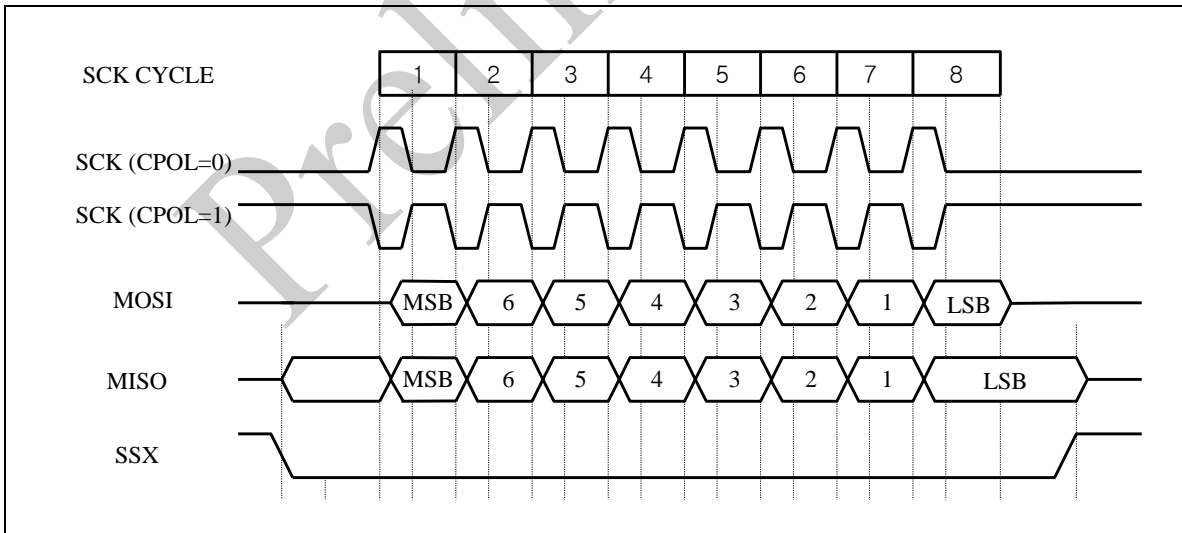 Prelim
SCK CYCLE 1 2 3 4 5 6 7 8
SCK (CPOL=0)
SCK (CPOL=1)
MOSI MSB 6 5 4 3 2 1 LSB
MISO MSB 6 5 4 3 2 1 LSB
SSX